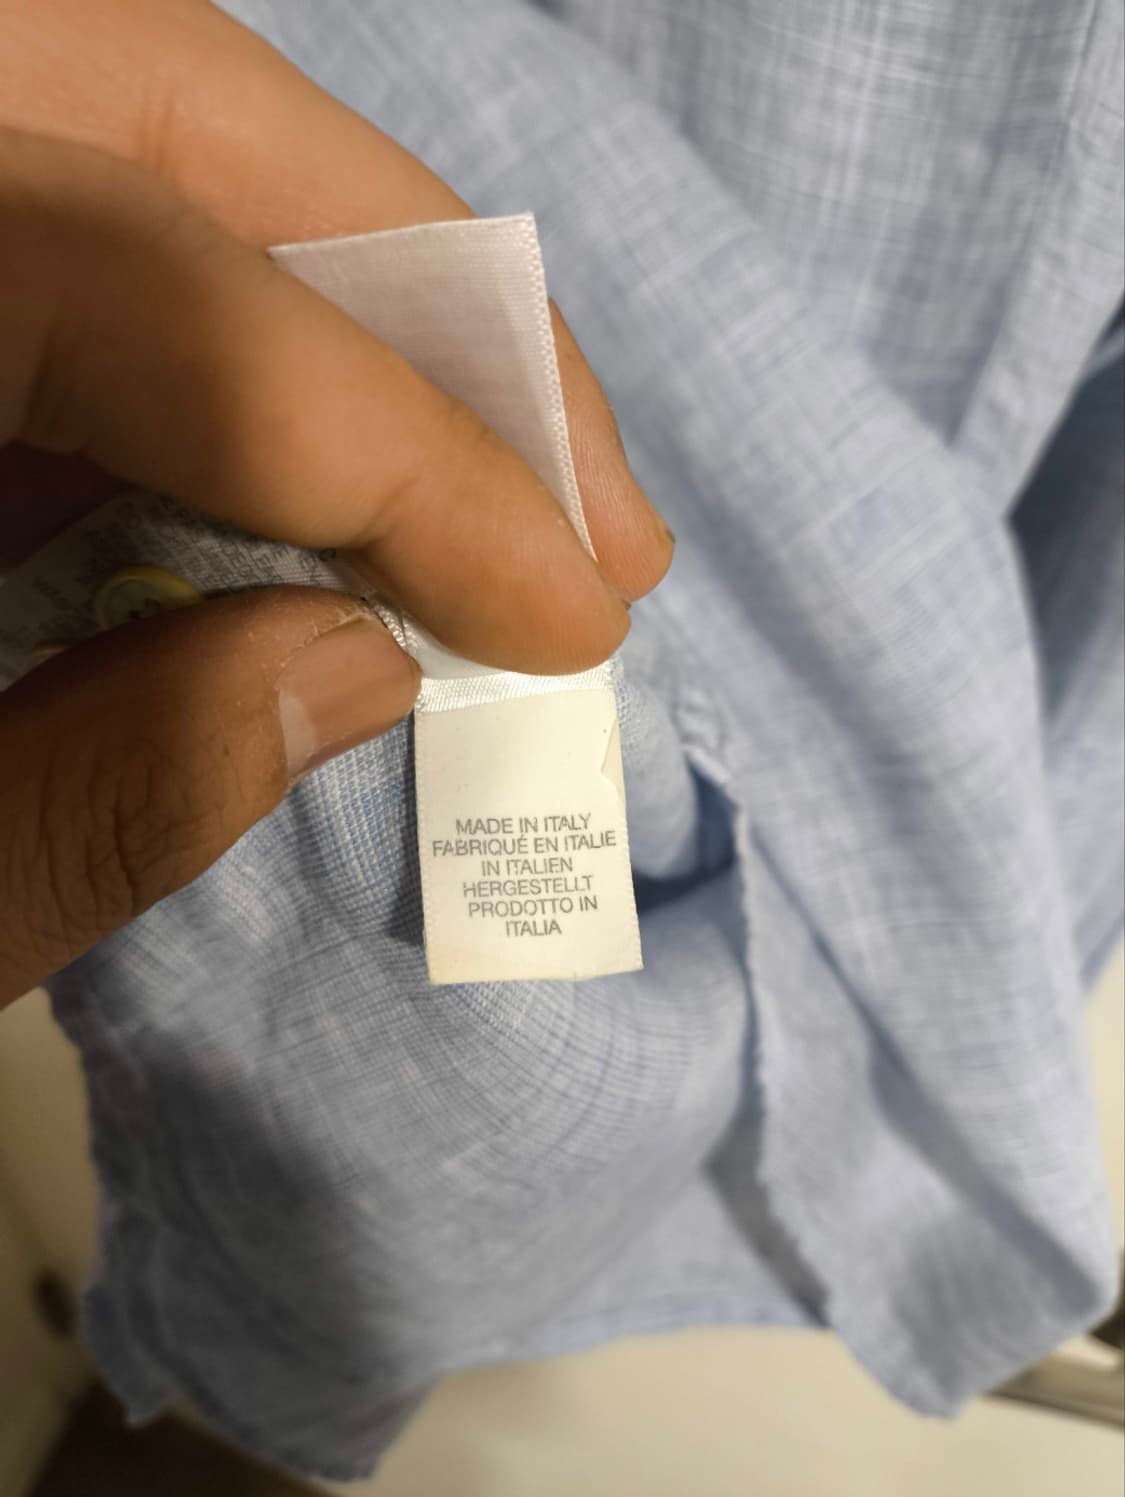 MADE IN ITALY
FABRIQUÉ EN ITALIE
IN ITALIEN
HERGESTELLT
PRODOTTO IN
ITALIA